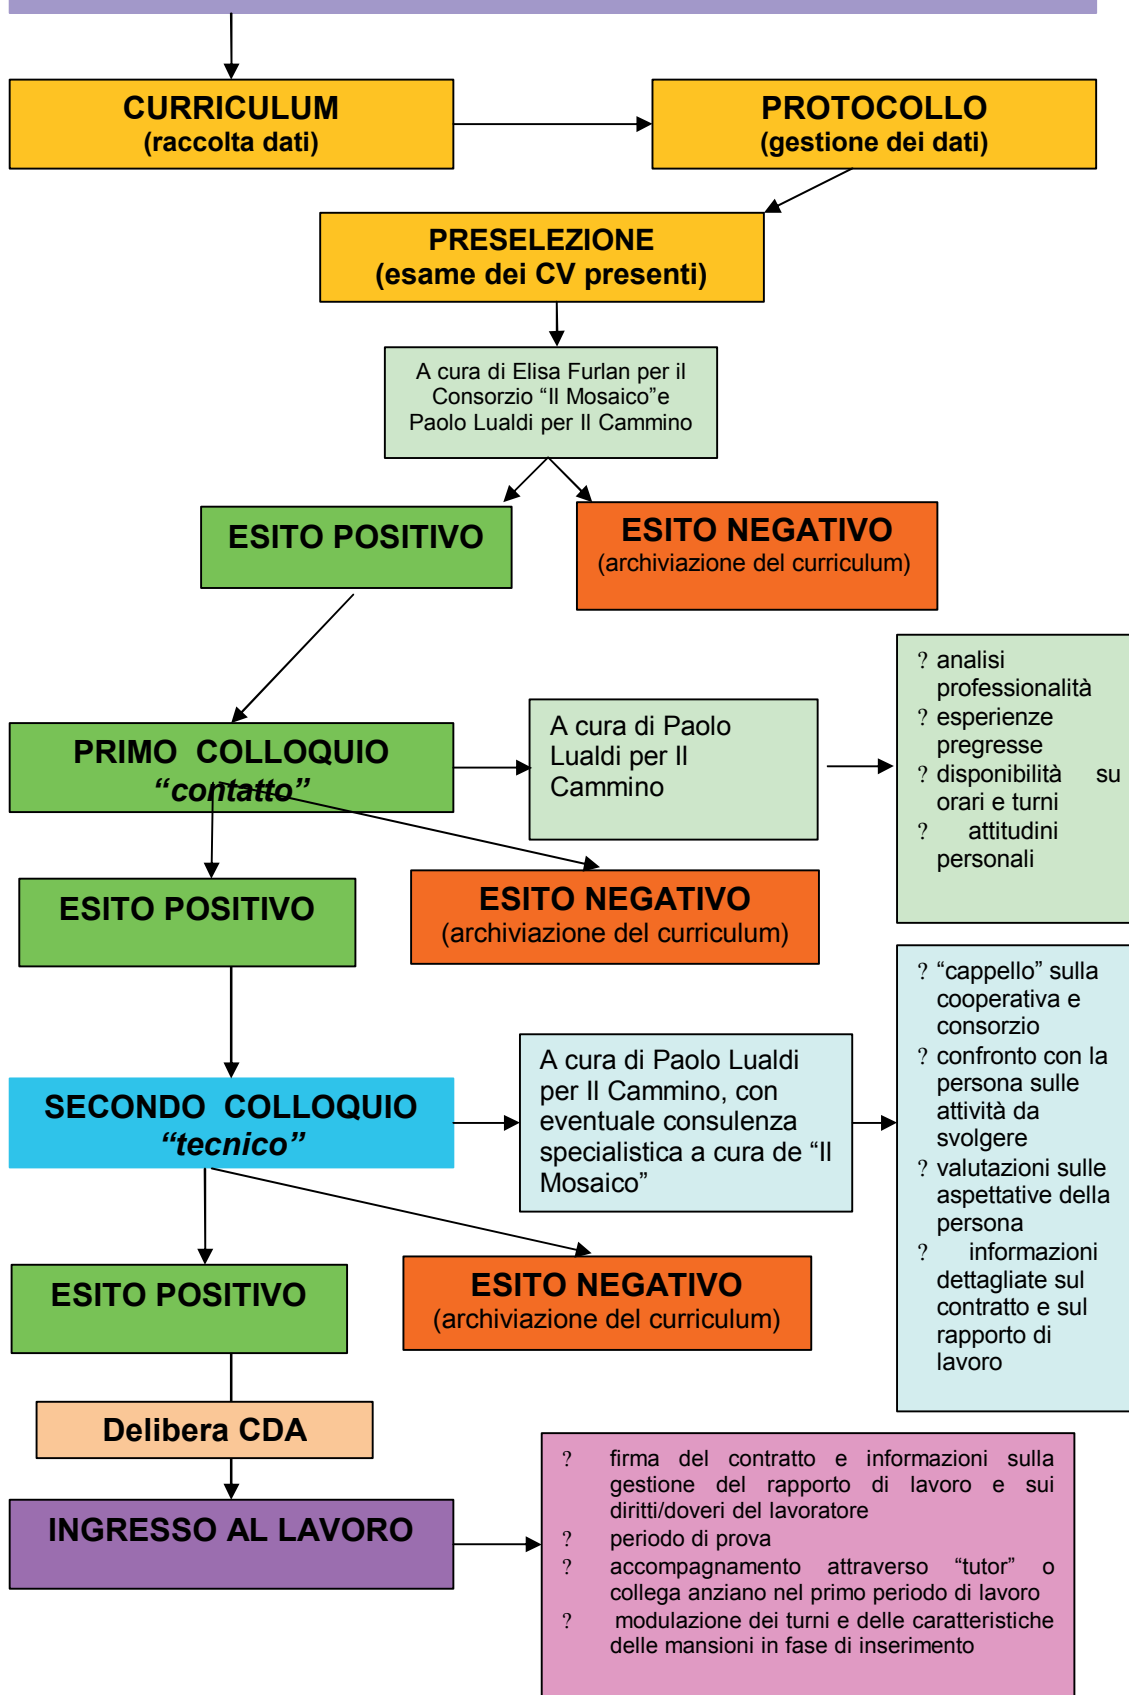 CURRICULUM
(raccolta dati)
PROTOCOLLO
(gestione dei dati)
PRESELEZIONE
(esame dei CV presenti)
A cura di Elisa Furlan per il
Consorzio “Il Mosaico”e
Paolo Lualdi per Il Cammino
ESITO POSITIVO
ESITO NEGATIVO
(archiviazione del curriculum)
PRIMO COLLOQUIO
“contatto”
A cura di Paolo
Lualdi per Il
Cammino
? analisi
professionalità
? esperienze
pregresse
? disponibilità su
orari e turni
? attitudini
personali
ESITO POSITIVO
ESITO NEGATIVO
(archiviazione del curriculum)
SECONDO COLLOQUIO
“tecnico”
A cura di Paolo Lualdi
per Il Cammino, con
eventuale consulenza
specialistica a cura de “Il
Mosaico”
? “cappello” sulla
cooperativa e
consorzio
? confronto con la
persona sulle
attività da
svolgere
? valutazioni sulle
aspettative della
persona
? informazioni
dettagliate sul
contratto e sul
rapporto di
lavoro
ESITO POSITIVO
ESITO NEGATIVO
(archiviazione del curriculum)
Delibera CDA
INGRESSO AL LAVORO
? firma del contratto e informazioni sulla
gestione del rapporto di lavoro e sui
diritti/doveri del lavoratore
? periodo di prova
? accompagnamento attraverso “tutor” o
collega anziano nel primo periodo di lavoro
? modulazione dei turni e delle caratteristiche
delle mansioni in fase di inserimento